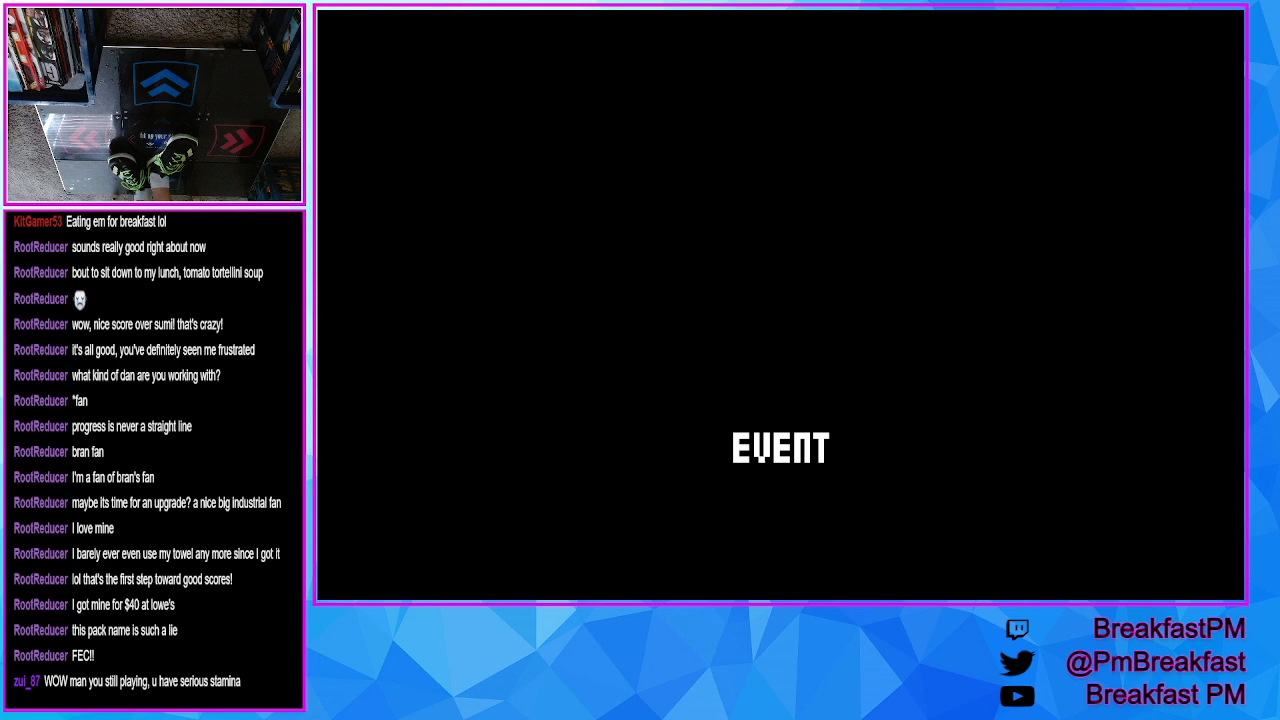 KitGamer53 Eating em for breakfast lol
RootReducer sounds really good right about now
RootReducer bout to sit down to my lunch, tomato tortellini soup
RootReducer
RootReducer wow, nice score over sumi! that's crazy!
RootReducer it's all good, you've definitely seen me frustrated
RootReducer what kind of dan are you working with?
RootReducer *fan
RootReducer progress is never a straight line
RootReducer bran fan
RootReducer I'm a fan of bran's fan
RootReducer maybe its time for an upgrade? a nice big industrial fan
RootReducer I love mine
RootReducer I barely ever even use my towel any more since I got it
RootReducer lol that's the first step toward good scores!
RootReducer I got mine for $40 at lowe's
RootReducer this pack name is such a lie
RootReducer FEC!!
zui_87 WOW man you still playing, u have serious stamina
EVENT
BreakfastPM
@PmBreakfast
Breakfast PM